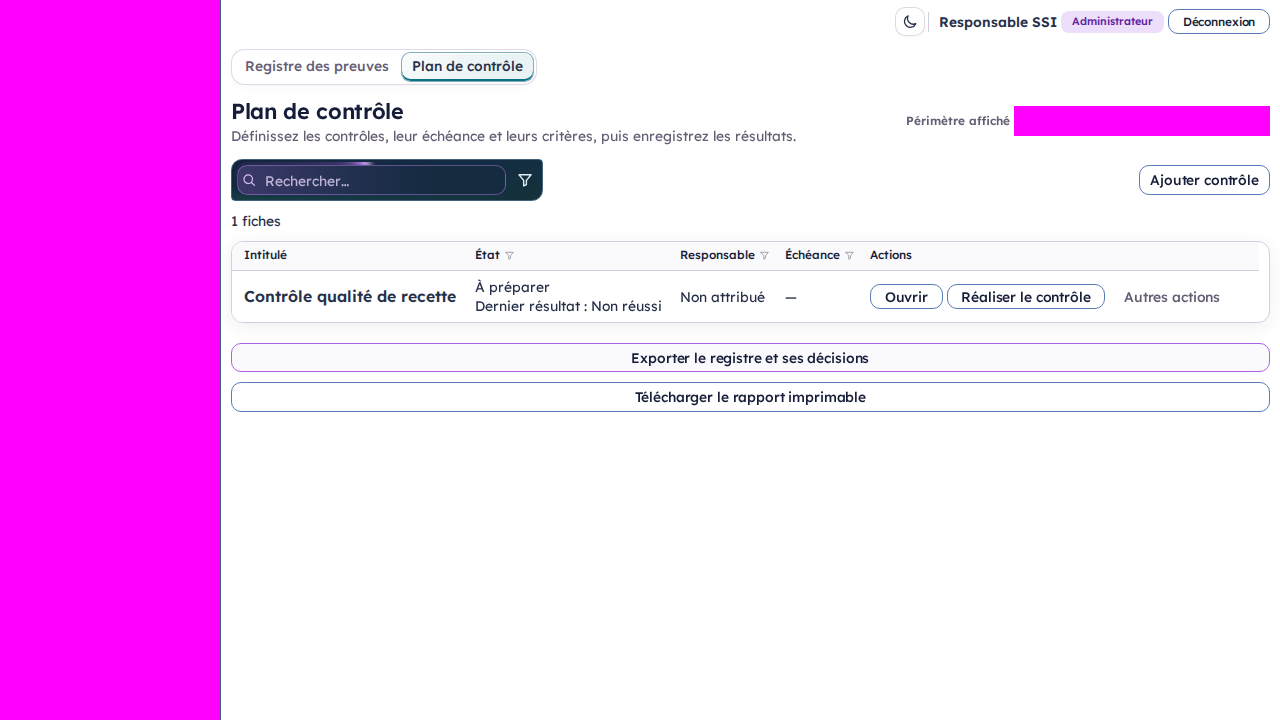 Responsable SSI Administrateur Déconnexion
Registre des preuves Plan de contrôle
Plan de contrôle
Définissez les contrôles, leur échéance et leurs critères, puis enregistrez les résultats.
Périmètre affiché
Rechercher...
Ajouter contrôle
1 fiches
Intitulé État Responsable Échéance Actions
Contrôle qualité de recette À préparer Non attribué — Ouvrir Réaliser le contrôle Autres actions
Dernier résultat : Non réussi
Exporter le registre et ses décisions
Télécharger le rapport imprimable